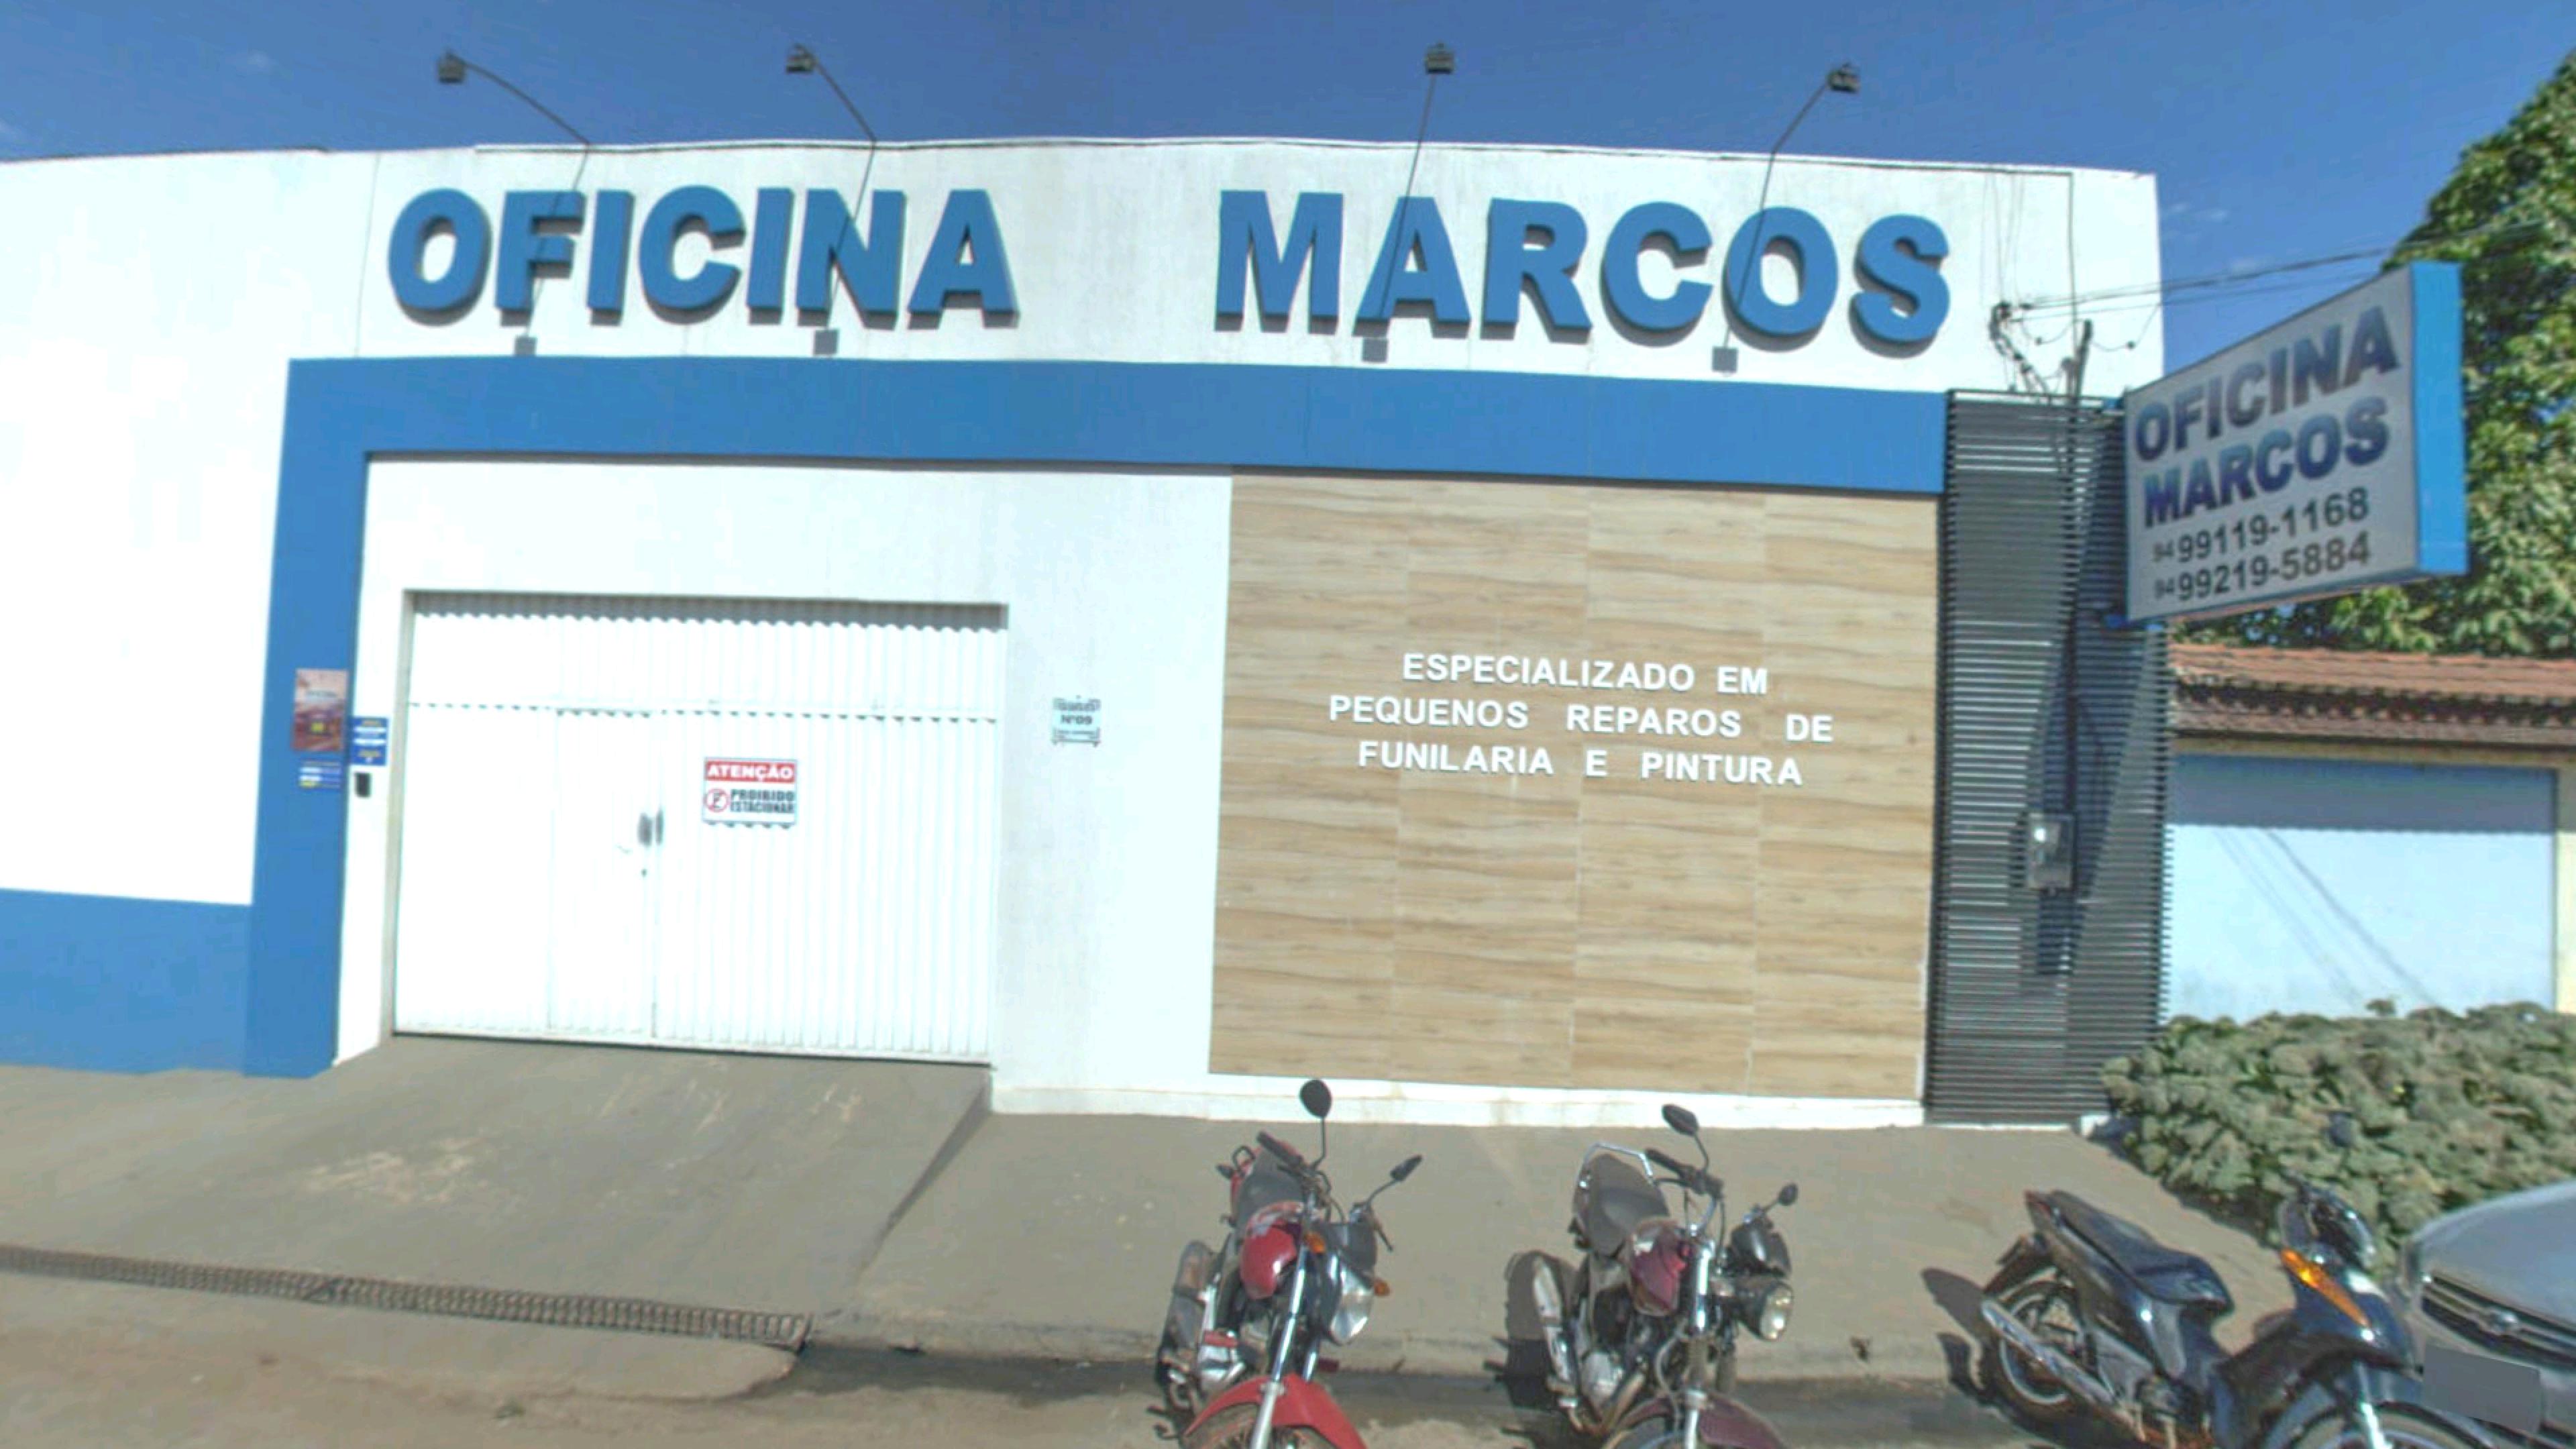 OFICINA MARCOS
OFICINA
MARCOS
94 99119-1168
94 99219-5884
ESPECIALIZADO EM
PEQUENOS REPAROS DE
FUNILARIA E PINTURA
Nº09
ATENÇÃO
PROIBIDO
ESTACIONAR